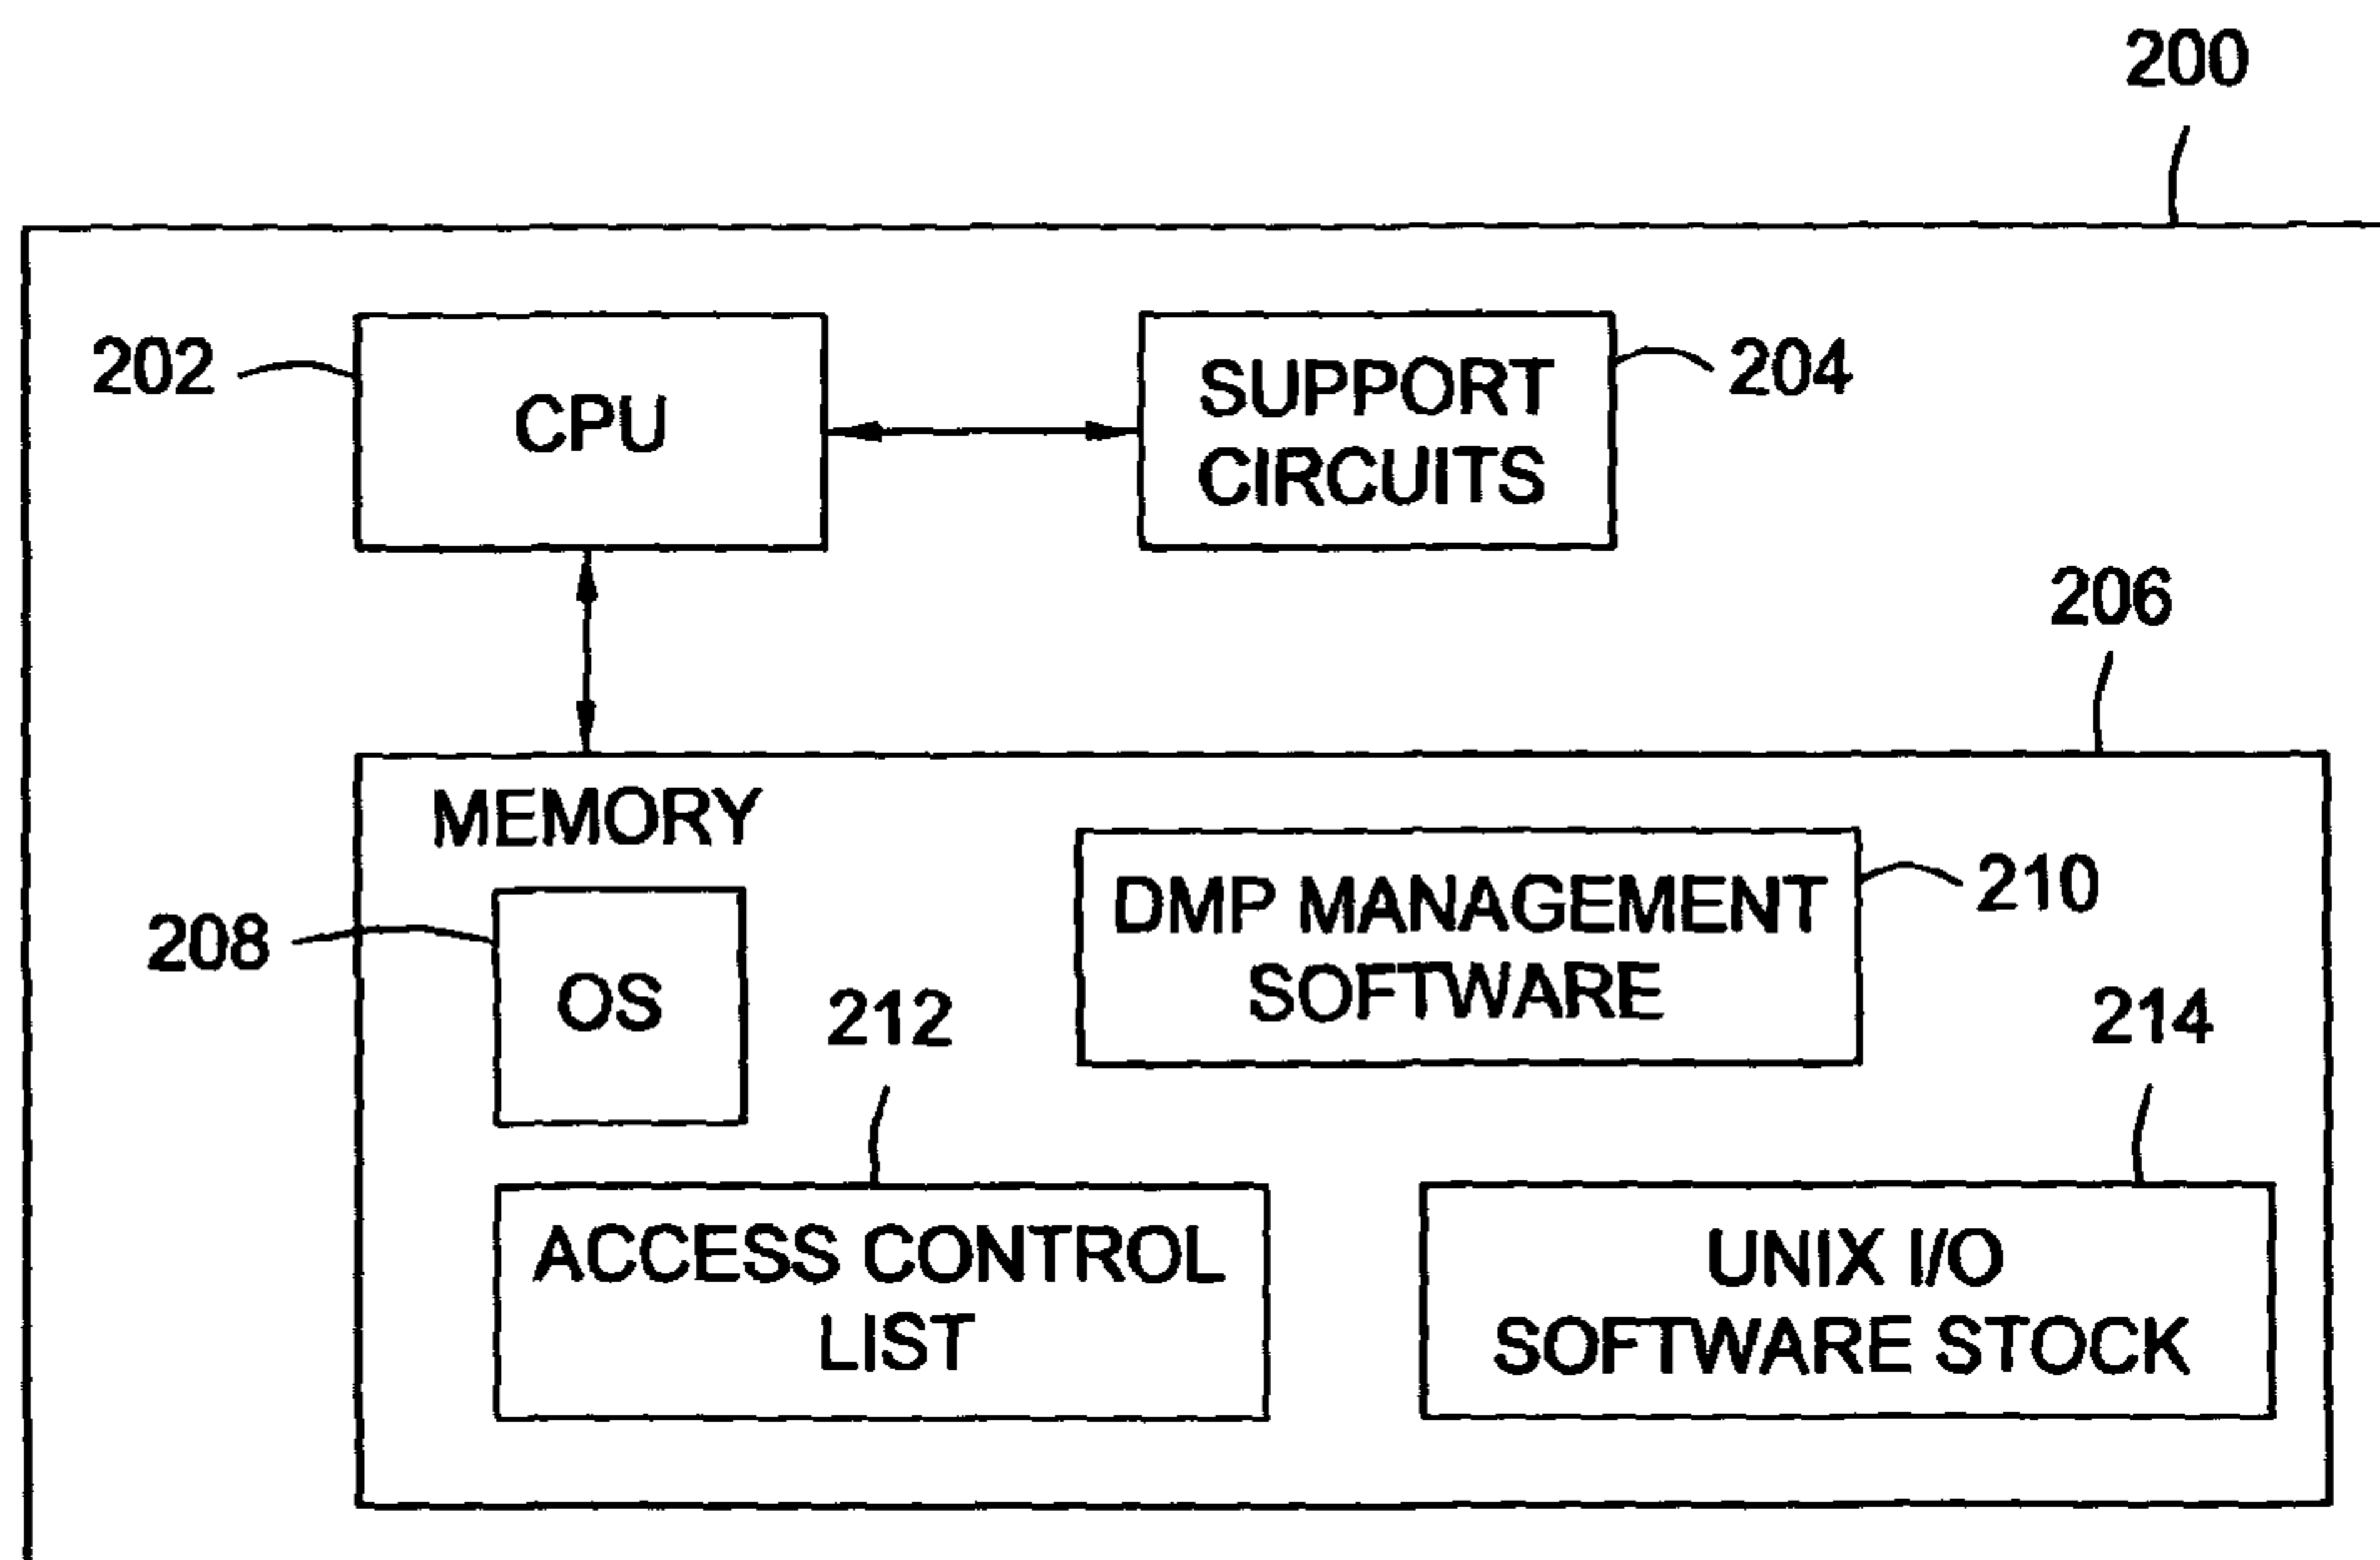 200
202
CPU
SUPPORT
CIRCUITS
204
206
MEMORY
DMP MANAGEMENT
SOFTWARE
210
208
OS
212
214
ACCESS CONTROL
LIST
UNIX I/O
SOFTWARE STOCK